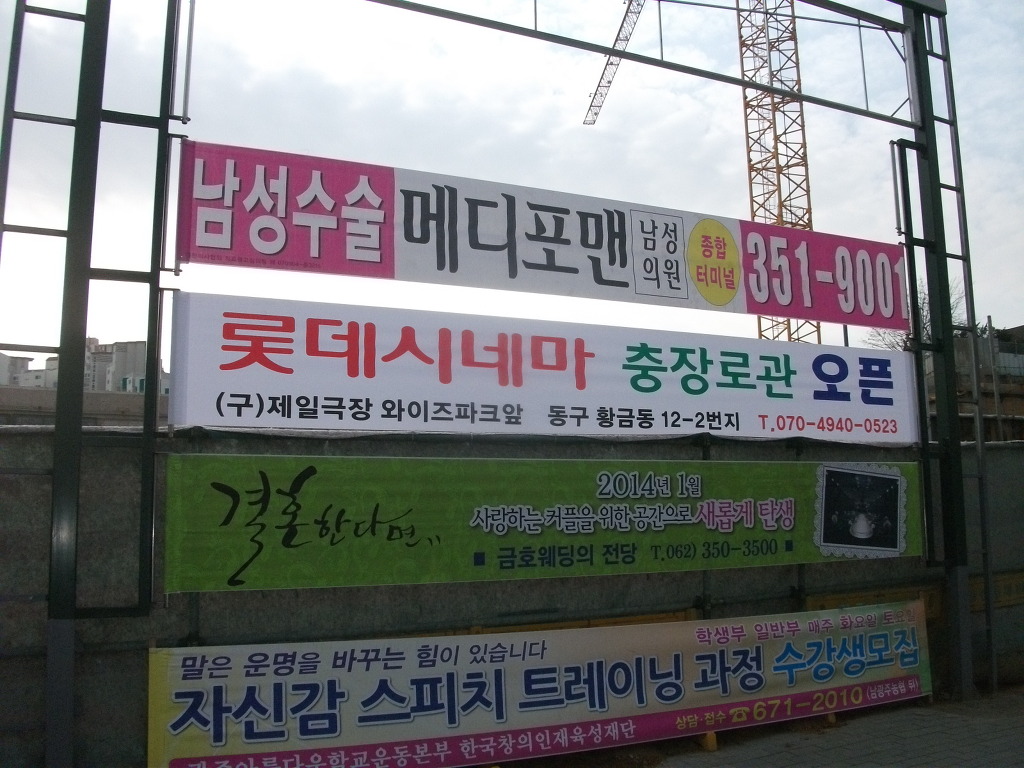 남성수술 메디포맨 남성의원 종합터미널 351-9001
롯데시네마 충장로관 오픈
(구)제일극장 와이즈파크앞 동구 황금동 12-2번지 T.070-4940-0523
결혼한다면,,
2014년 1월
사랑하는 커플을 위한 공간으로 새롭게 탄생
■ 금호웨딩의 전당 T.062) 350-3500 ■
말은 운명을 바꾸는 힘이 있습니다
학생부 일반부 매주 화요일 토요일
자신감 스피치 트레이닝 과정 수강생모집
상담·접수 ☎671-2010 (남광주농협 뒤)
한국창의인재육성재단